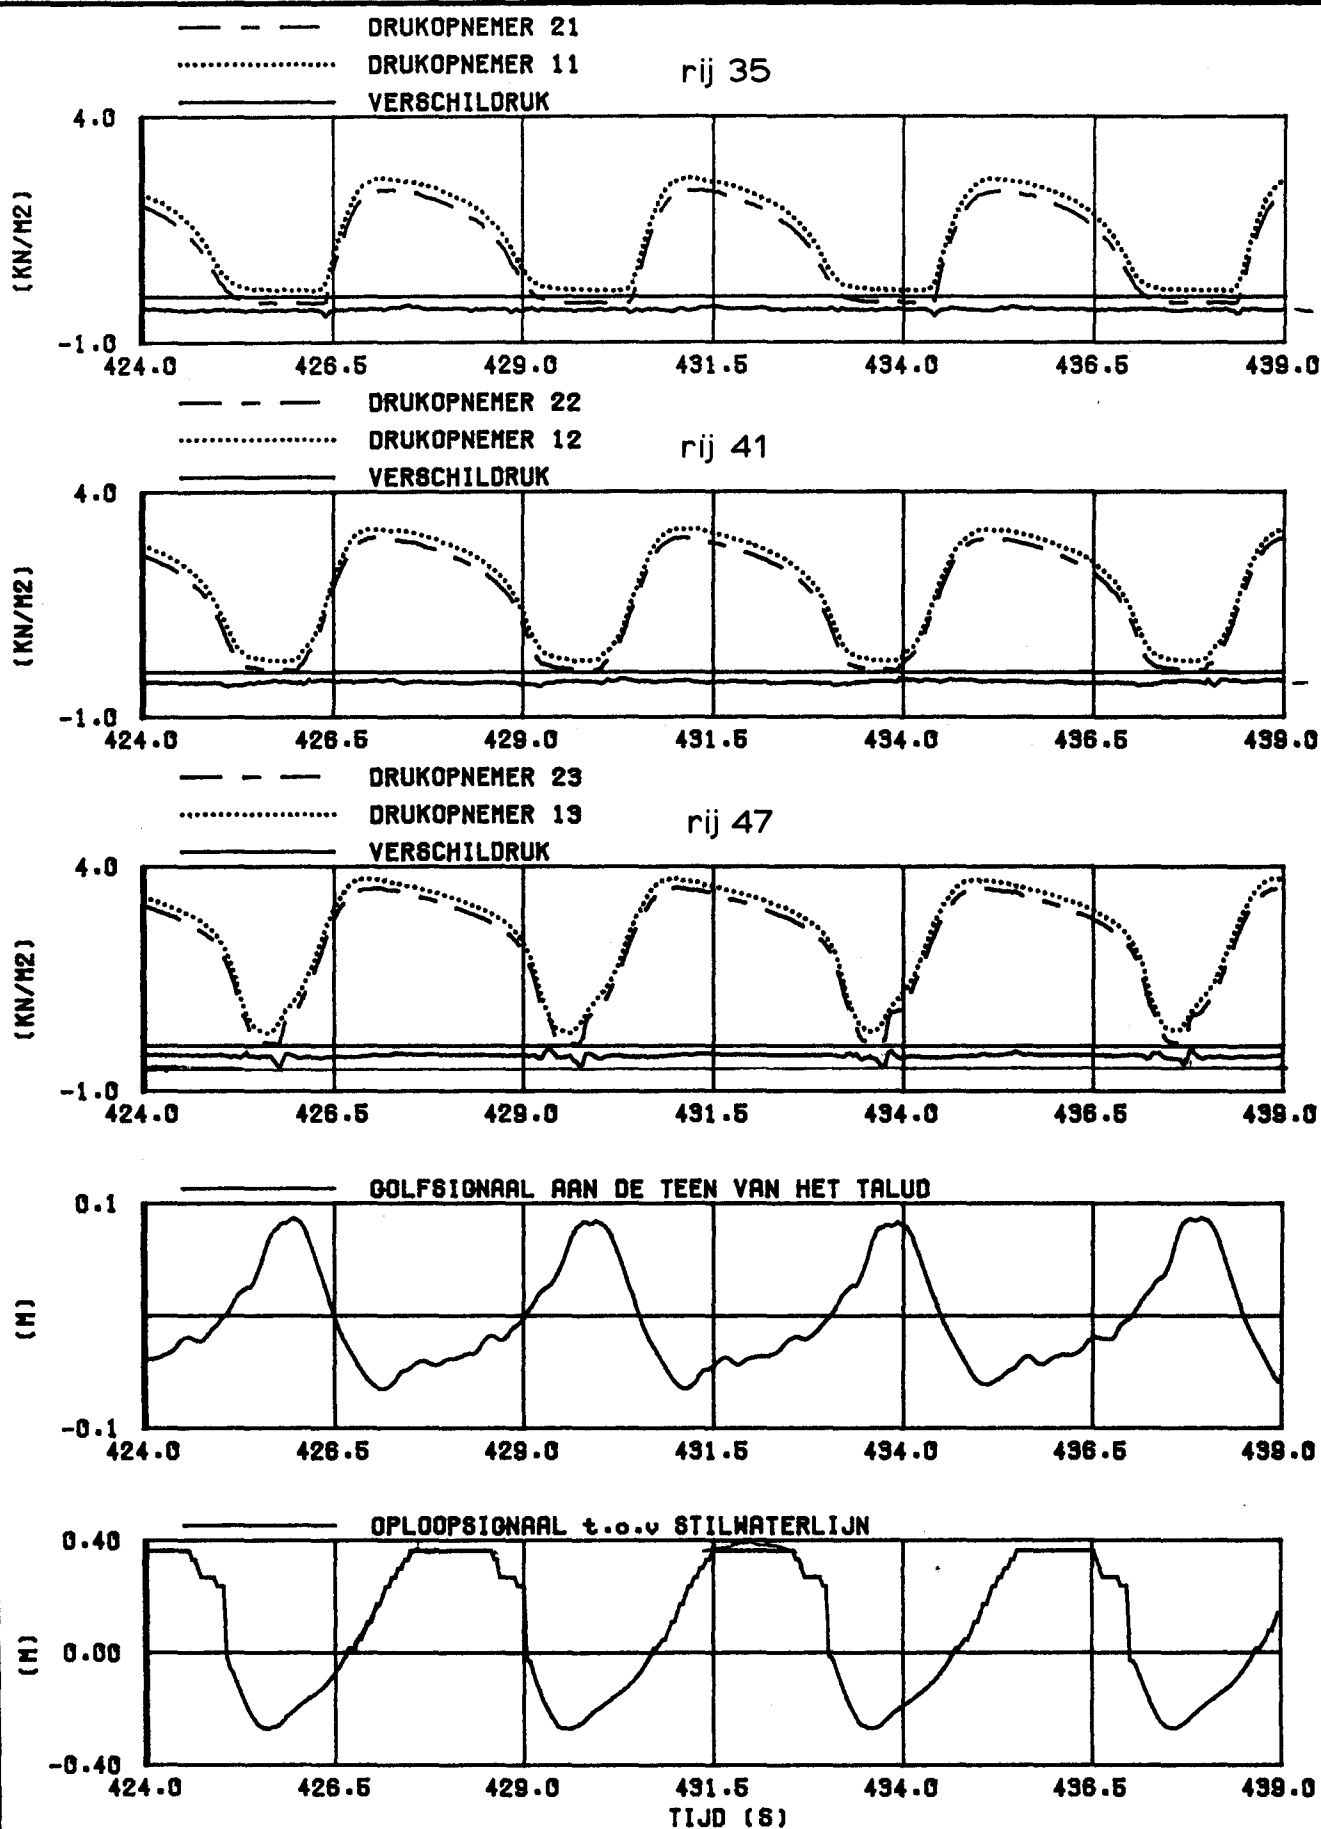 DRUKOPNEMER 21
DRUKOPNEMER 11
rij 35
VERSCHILDRUK
4.0
(KN/M2)
-1.0
424.0 426.5 429.0 431.5 434.0 436.5 439.0
DRUKOPNEMER 22
DRUKOPNEMER 12
rij 41
VERSCHILDRUK
4.0
(KN/M2)
-1.0
424.0 426.5 429.0 431.5 434.0 436.5 439.0
DRUKOPNEMER 23
DRUKOPNEMER 13
rij 47
VERSCHILDRUK
4.0
(KN/M2)
-1.0
424.0 426.5 429.0 431.5 434.0 436.5 439.0
GOLFSIGNAAL AAN DE TEEN VAN HET TALUD
0.1
(M)
-0.1
424.0 426.5 429.0 431.5 434.0 436.5 439.0
OPLOOPSIGNAAL t.o.v STILWATERLIJN
0.40
(M)
0.00
-0.40
424.0 426.5 429.0 431.5 434.0 436.5 439.0
TIJD (S)